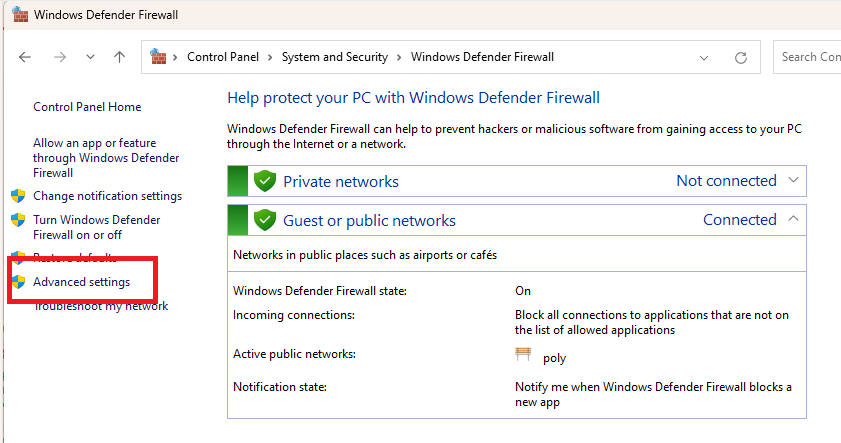 Windows Defender Firewall
Control Panel > System and Security > Windows Defender Firewall
Search Con
Control Panel Home
Allow an app or feature
through Windows Defender
Firewall
Change notification settings
Turn Windows Defender
Firewall on or off
Restore defaults
Advanced settings
Troubleshoot my network
Help protect your PC with Windows Defender Firewall
Windows Defender Firewall can help to prevent hackers or malicious software from gaining access to your PC
through the Internet or a network.
Private networks Not connected
Guest or public networks Connected
Networks in public places such as airports or cafés
Windows Defender Firewall state: On
Incoming connections: Block all connections to applications that are not on
the list of allowed applications
Active public networks: poly
Notification state: Notify me when Windows Defender Firewall blocks a
new app